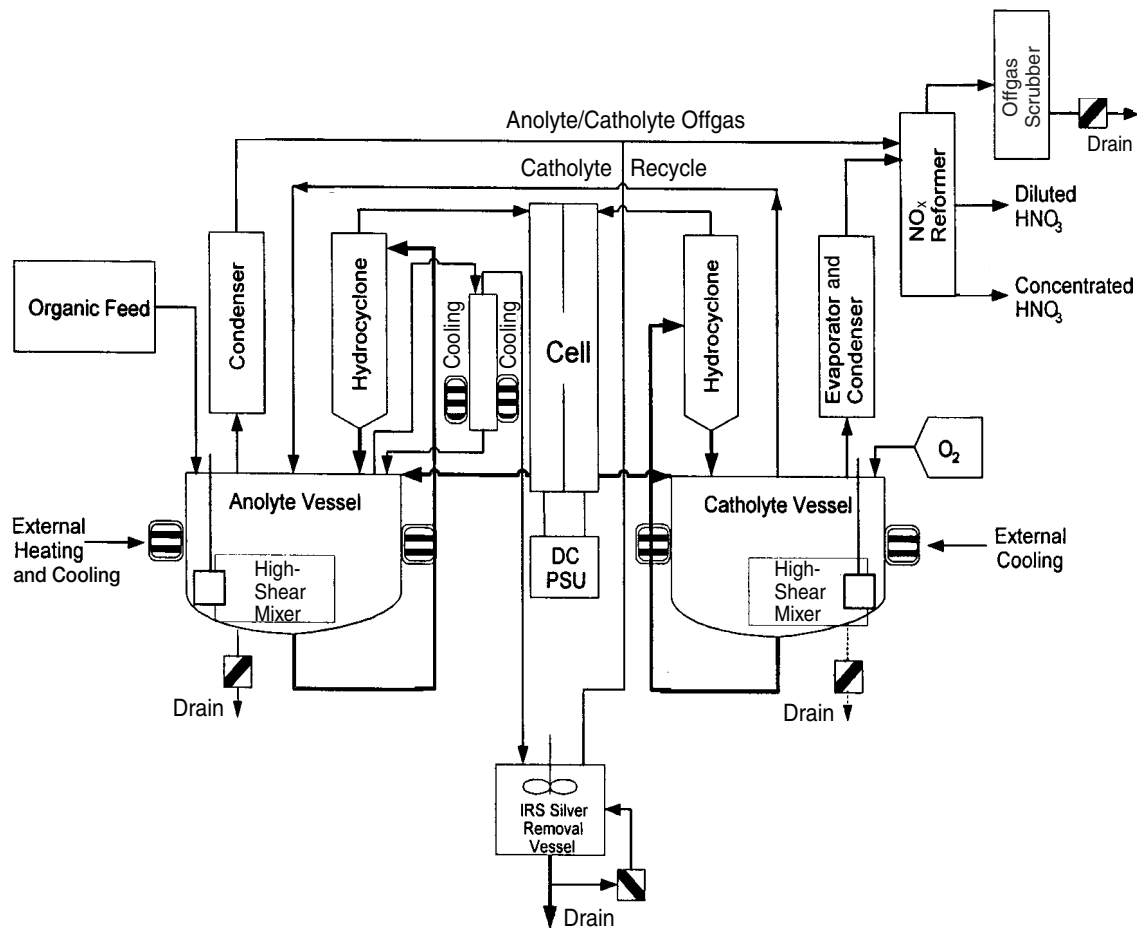 Offgas
Scrubber
Drain
Anolyte/Catholyte Offgas
Catholyte Recycle
NOx
Reformer
Diluted
HNO3
Concentrated
HNO3
Organic Feed
Condenser
Hydrocyclone
Cooling
Cooling
Cell
Hydrocyclone
Evaporator and
Condenser
O2
Anolyte Vessel
Catholyte Vessel
External
Heating
and Cooling
High-
Shear
Mixer
DC
PSU
High-
Shear
Mixer
External
Cooling
Drain
Drain
IRS Silver
Removal
Vessel
Drain